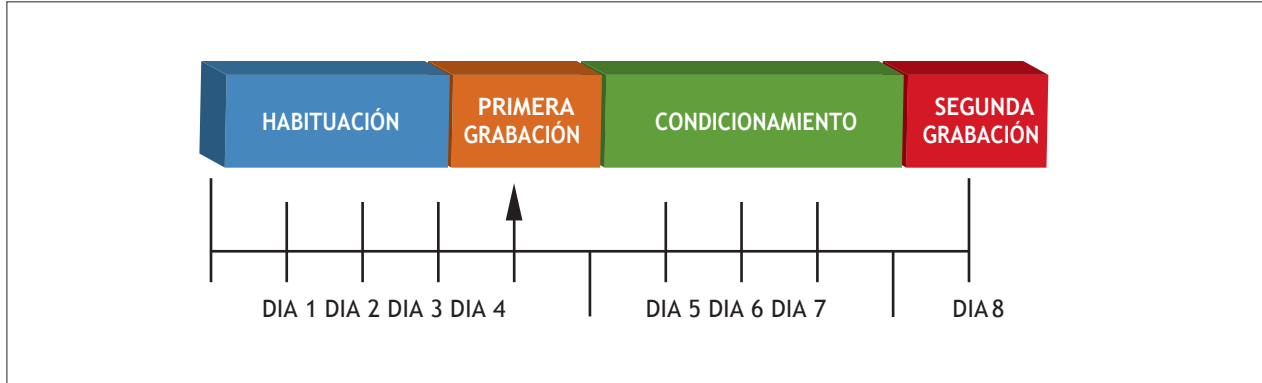 HABITUACIÓN
PRIMERA
GRABACIÓN
CONDICIONAMIENTO
SEGUNDA
GRABACIÓN
DIA 1 DIA 2 DIA 3 DIA 4
DIA 5 DIA 6 DIA 7
DIA 8